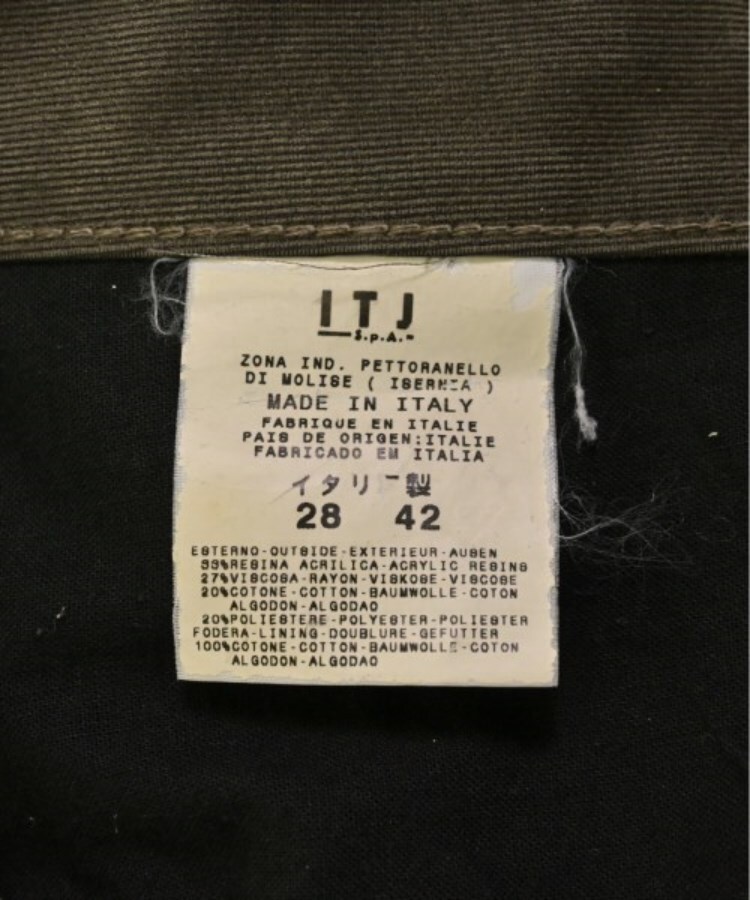 ITJ
S.p.A.
ZONA IND. PETTORANELLO
DI MOLISE ( ISERNIA )
MADE IN ITALY
FABRIQUE EN ITALIE
PAIS DE ORIGEN:ITALIE
FABRICADO EM ITALIA
イタリ 製
28 42
ESTERNO-OUTSIDE-EXTERIEUR-AUSEN
33%RESINA ACRILICA-ACRYLIC RESINS
27%VISCOSA-RAYON-VISKOSE-VISCOSE
20%COTONE-COTTON-BAUMWOLLE-COTON
ALGODON-ALGODAO
20%POLIESTERE-POLYESTER-POLIESTER
FODERA-LINING-DOUBLURE-GEFUTTER
100%COTONE-COTTON-BAUMWOLLE-COTON
ALGODON-ALGODAO